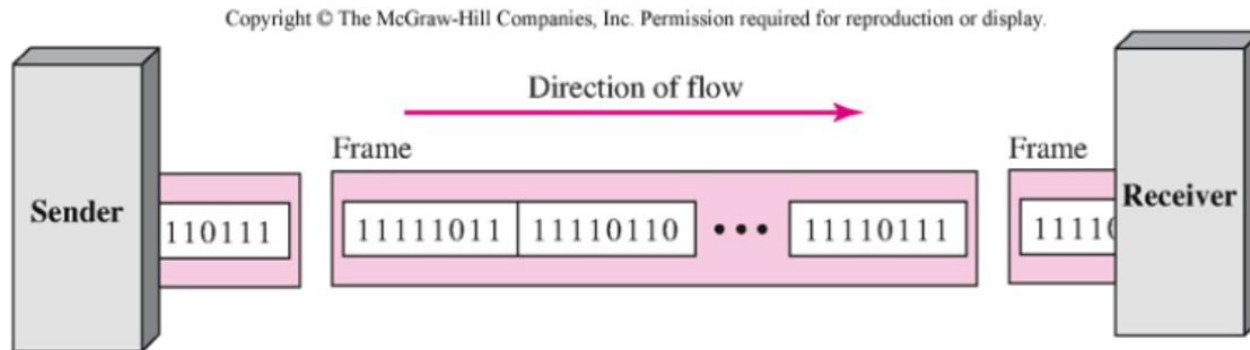 Copyright © The McGraw-Hill Companies, Inc. Permission required for reproduction or display.
Direction of flow
Frame
Frame
Sender
110111
11111011
11110110
•••
11110111
1111
Receiver